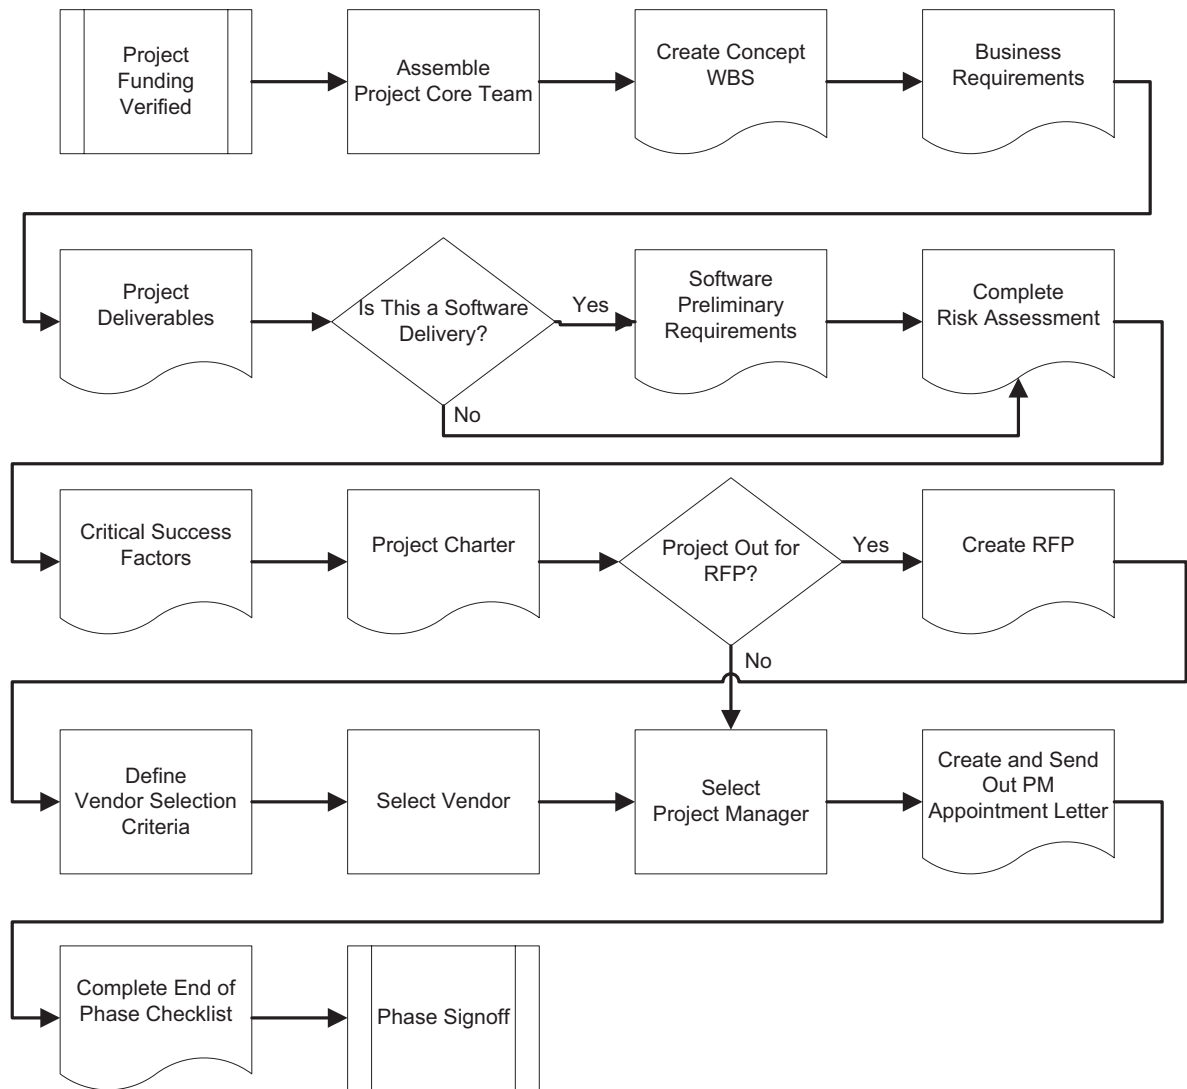 Project
Funding
Verified
Assemble
Project Core Team
Create Concept
WBS
Business
Requirements
Project
Deliverables
Is This a Software
Delivery?
Yes
No
Software
Preliminary
Requirements
Complete
Risk Assessment
Critical Success
Factors
Project Charter
Project Out for
RFP?
Yes
No
Create RFP
Define
Vendor Selection
Criteria
Select Vendor
Select
Project Manager
Create and Send
Out PM
Appointment Letter
Complete End of
Phase Checklist
Phase Signoff